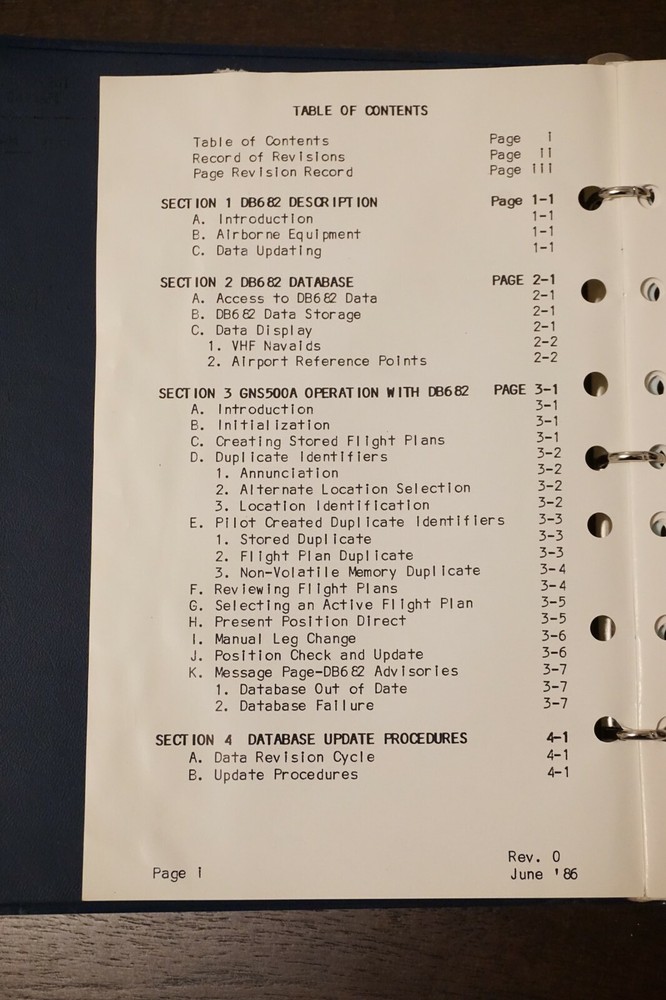 TABLE OF CONTENTS
Table of Contents Page i
Record of Revisions Page ii
Page Revision Record Page iii
SECTION 1 DB682 DESCRIPTION Page 1-1
A. Introduction 1-1
B. Airborne Equipment 1-1
C. Data Updating 1-1
SECTION 2 DB682 DATABASE PAGE 2-1
A. Access to DB682 Data 2-1
B. DB682 Data Storage 2-1
C. Data Display 2-1
1. VHF Navaids 2-2
2. Airport Reference Points 2-2
SECTION 3 GNS500A OPERATION WITH DB682 PAGE 3-1
A. Introduction 3-1
B. Initialization 3-1
C. Creating Stored Flight Plans 3-1
D. Duplicate Identifiers 3-2
1. Annunciation 3-2
2. Alternate Location Selection 3-2
3. Location Identification 3-2
E. Pilot Created Duplicate Identifiers 3-3
1. Stored Duplicate 3-3
2. Flight Plan Duplicate 3-3
3. Non-Volatile Memory Duplicate 3-4
F. Reviewing Flight Plans 3-4
G. Selecting an Active Flight Plan 3-5
H. Present Position Direct 3-5
I. Manual Leg Change 3-6
J. Position Check and Update 3-6
K. Message Page-DB682 Advisories 3-7
1. Database Out of Date 3-7
2. Database Failure 3-7
SECTION 4 DATABASE UPDATE PROCEDURES 4-1
A. Data Revision Cycle 4-1
B. Update Procedures 4-1
Rev. 0
Page i June '86